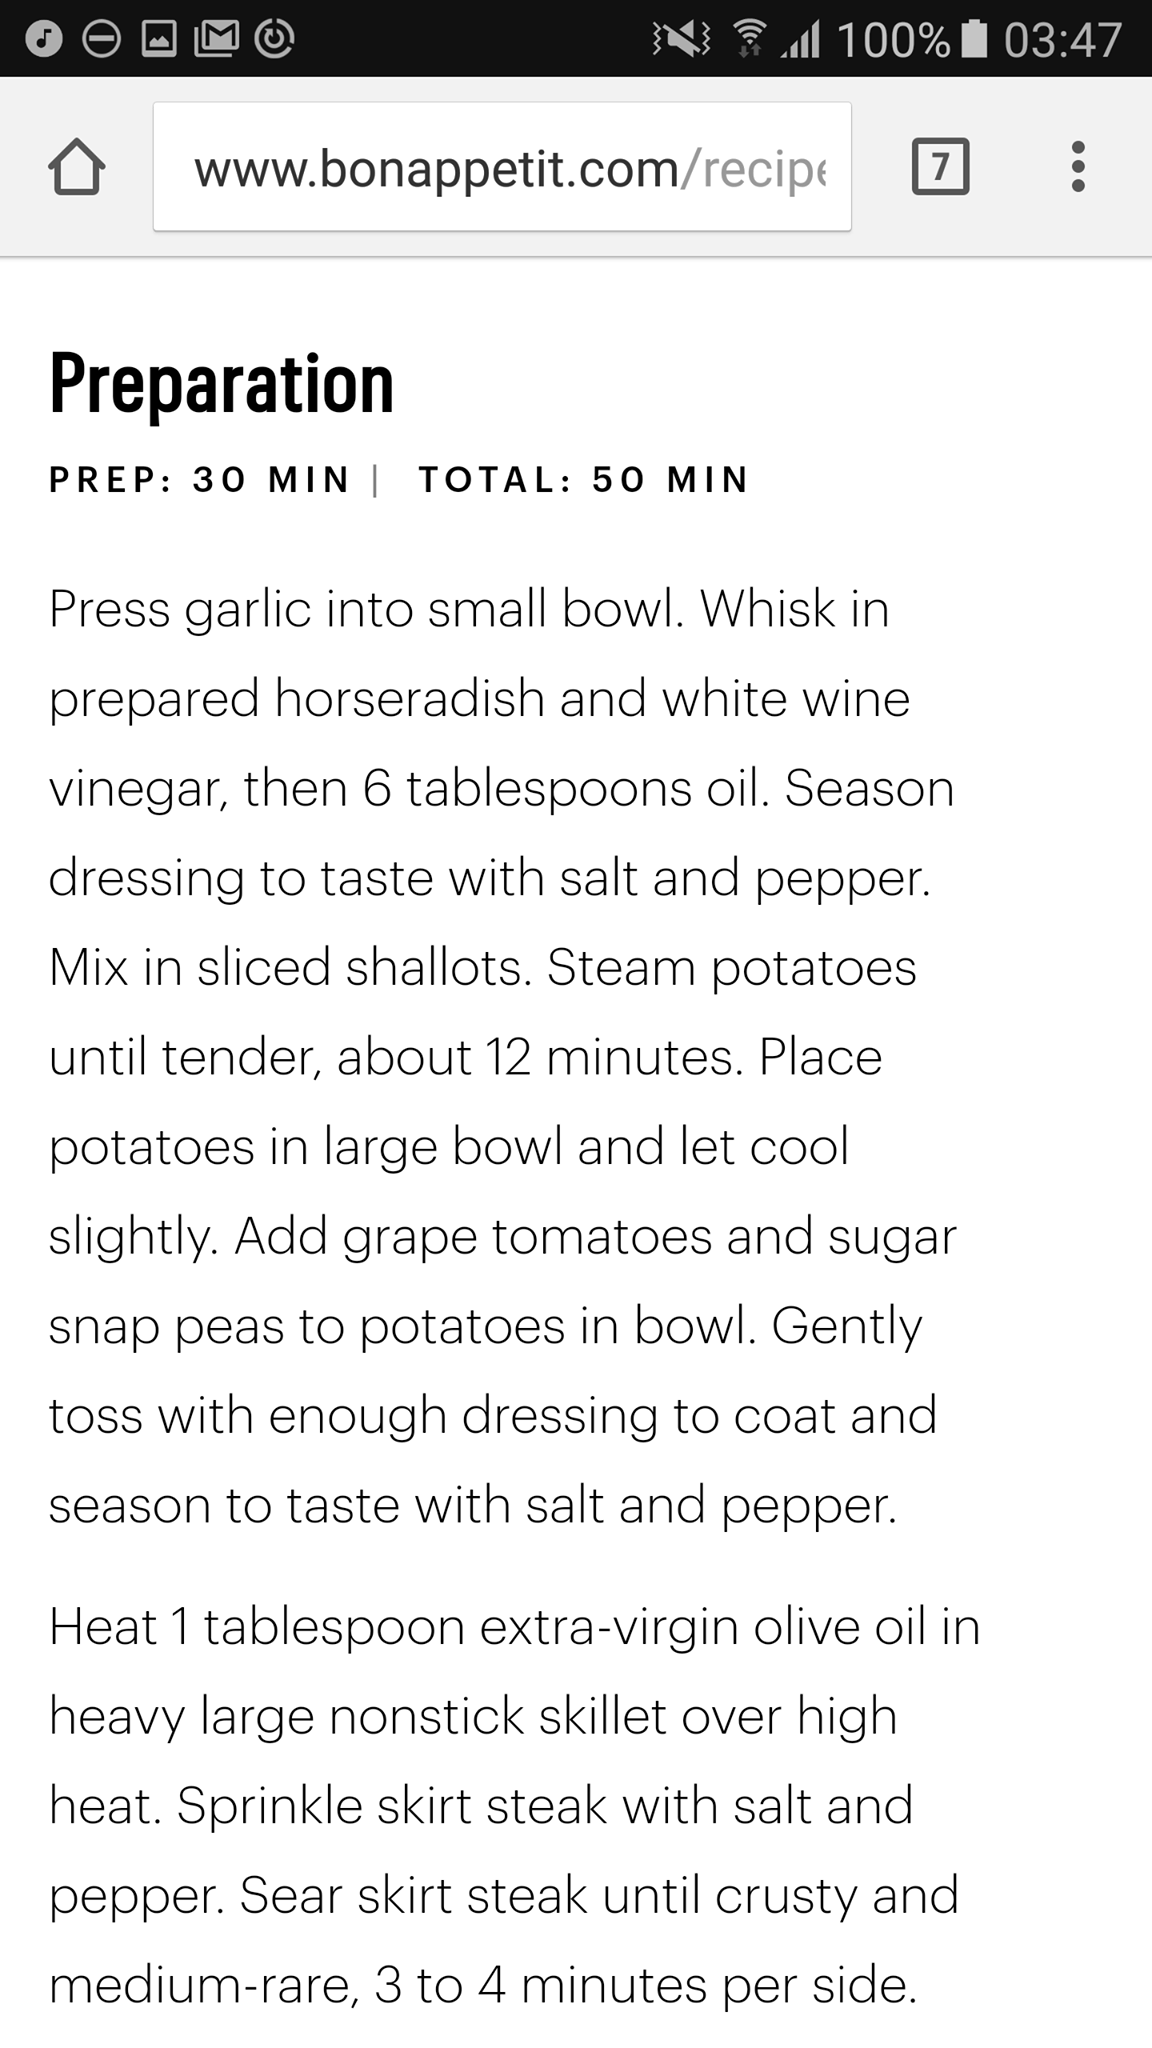 100% 03:47
www.bonappetit.com/recipe
7
Preparation
PREP: 30 MIN | TOTAL: 50 MIN
Press garlic into small bowl. Whisk in
prepared horseradish and white wine
vinegar, then 6 tablespoons oil. Season
dressing to taste with salt and pepper.
Mix in sliced shallots. Steam potatoes
until tender, about 12 minutes. Place
potatoes in large bowl and let cool
slightly. Add grape tomatoes and sugar
snap peas to potatoes in bowl. Gently
toss with enough dressing to coat and
season to taste with salt and pepper.
Heat 1 tablespoon extra-virgin olive oil in
heavy large nonstick skillet over high
heat. Sprinkle skirt steak with salt and
pepper. Sear skirt steak until crusty and
medium-rare, 3 to 4 minutes per side.